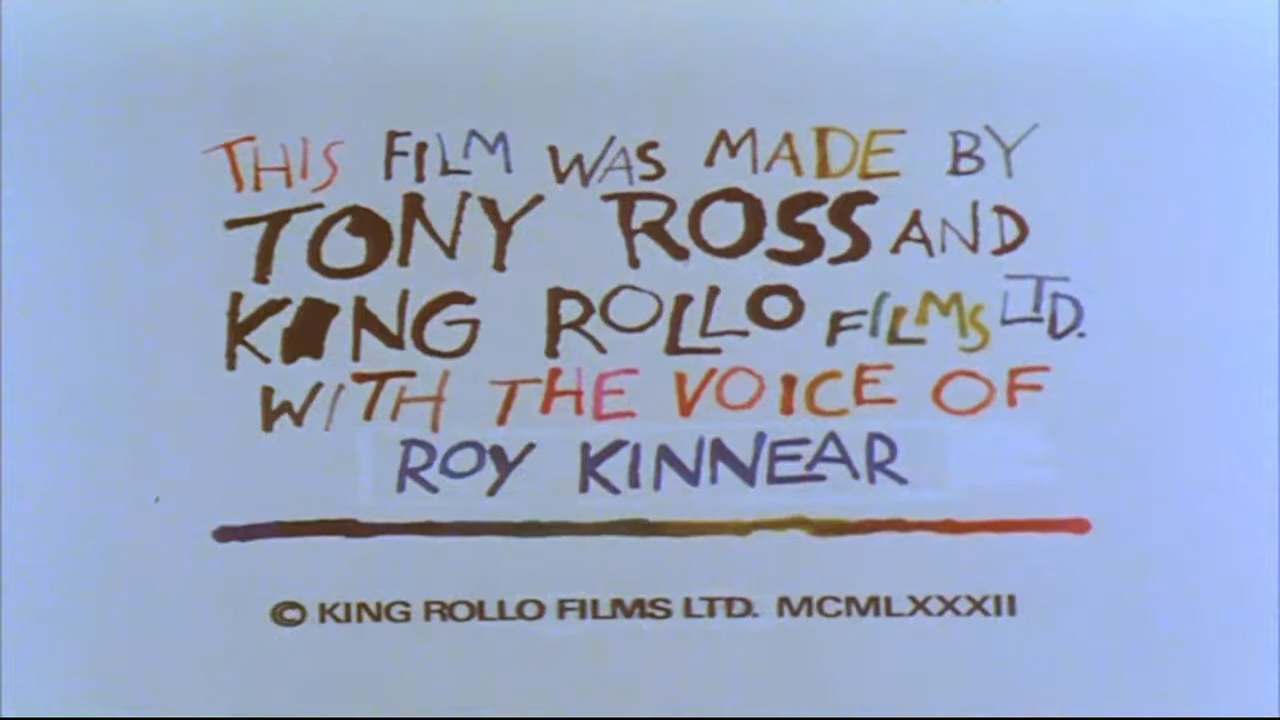 THIS FILM WAS MADE BY
TONY ROSS AND
KING ROLLO FILMS LTD.
WITH THE VOICE OF
ROY KINNEAR
© KING ROLLO FILMS LTD. MCMLXXXII